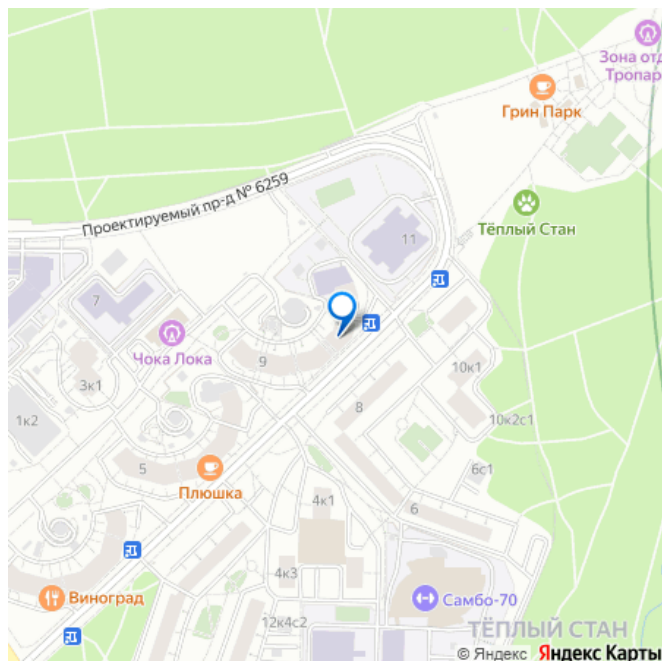 Зона отд
Тропар
Грин Парк
Проектируемый пр-д № 6259
Тёплый Стан
11
7
Чока Лока
9
10к1
3к1
8
1к2
10к2с1
5
6с1
Плюшка
4к1
6
4к3
Виноград
Самбо-70
12к4с2
ТЁПЛЫЙ СТАН
© Яндекс Яндекс Карты